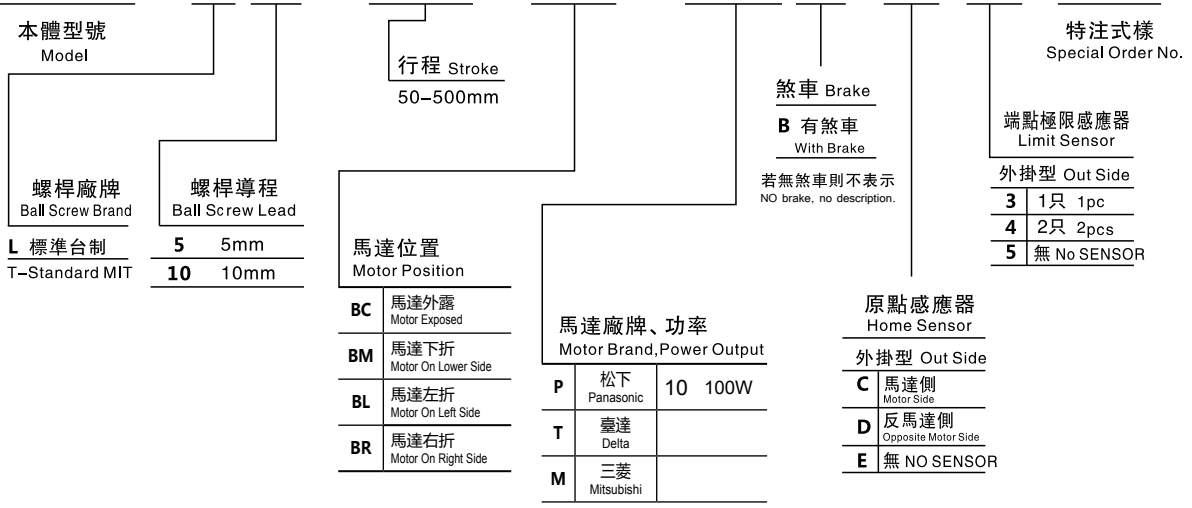 本體型號
Model
螺桿廠牌
Ball Screw Brand
L 標準台制
T-Standard MIT
螺桿導程
Ball Screw Lead
5 5mm
10 10mm
行程 Stroke
50-500mm
馬達位置
Motor Position
BC 馬達外露
Motor Exposed
BM 馬達下折
Motor On Lower Side
BL 馬達左折
Motor On Left Side
BR 馬達右折
Motor On Right Side
馬達廠牌、功率
Motor Brand,Power Output
P 松下 10 100W
Panasonic
T 臺達
Delta
M 三菱
Mitsubishi
煞車 Brake
B 有煞車
With Brake
若無煞車則不表示
NO brake, no description.
原點感應器
Home Sensor
外掛型 Out Side
C 馬達側
Motor Side
D 反馬達側
Opposite Motor Side
E 無 NO SENSOR
端點極限感應器
Limit Sensor
外掛型 Out Side
3 1只 1pc
4 2只 2pcs
5 無 No SENSOR
特注式樣
Special Order No.